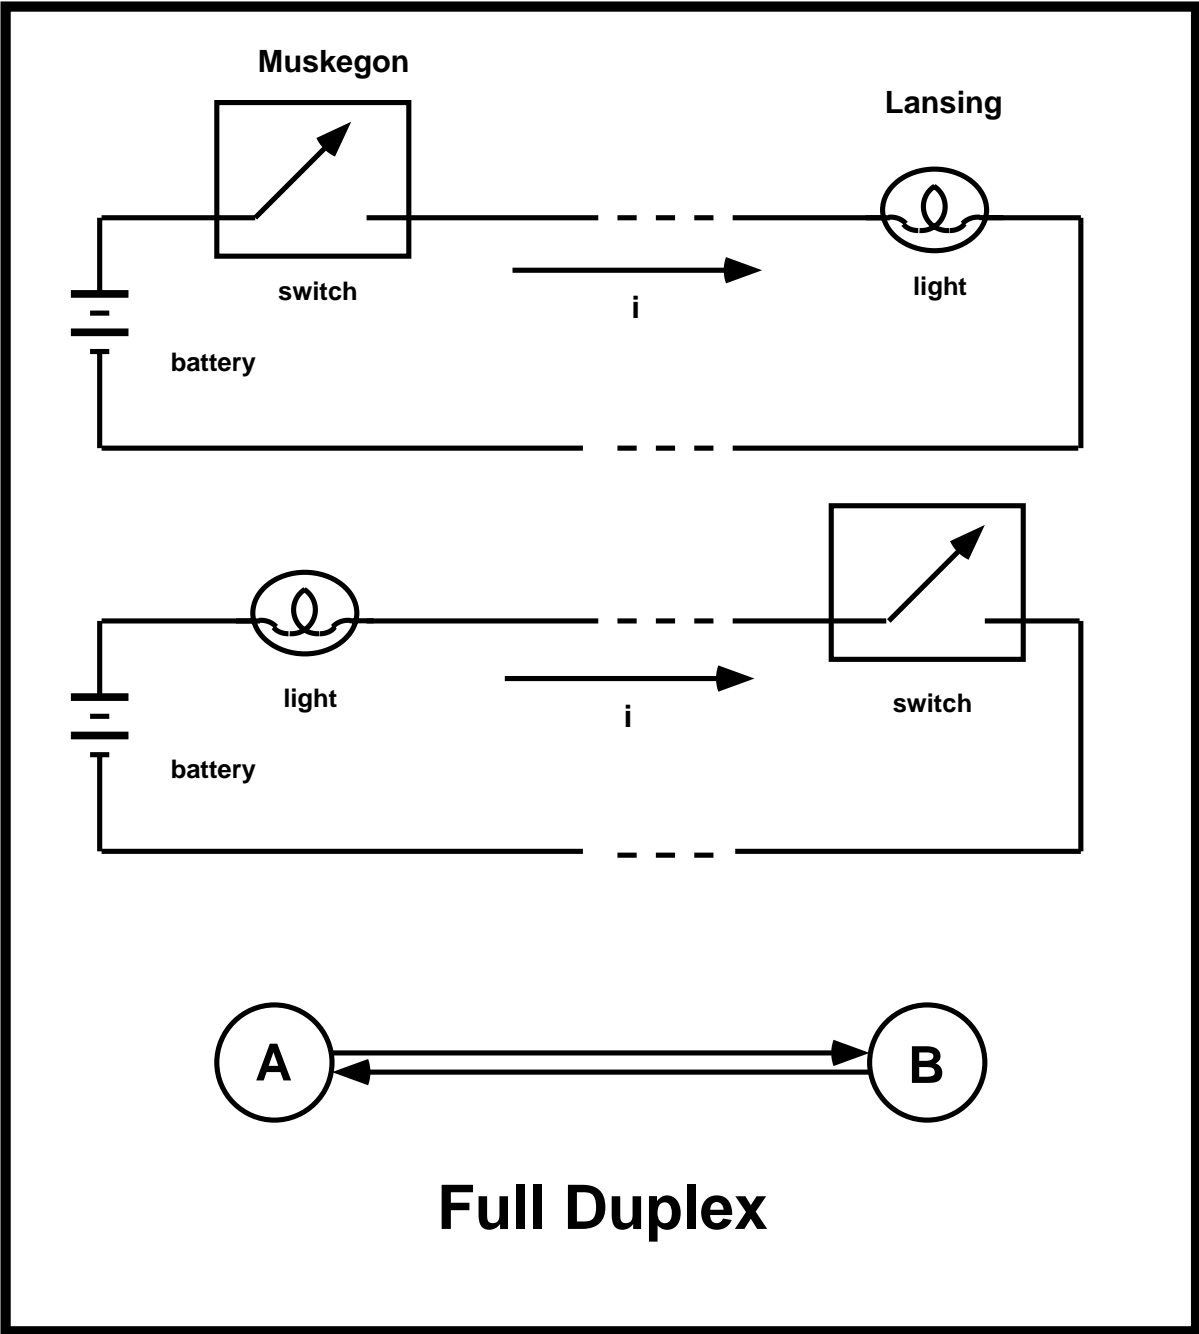 Muskegon
Lansing
switch
light
i
battery
light
switch
i
battery
A
B
Full Duplex